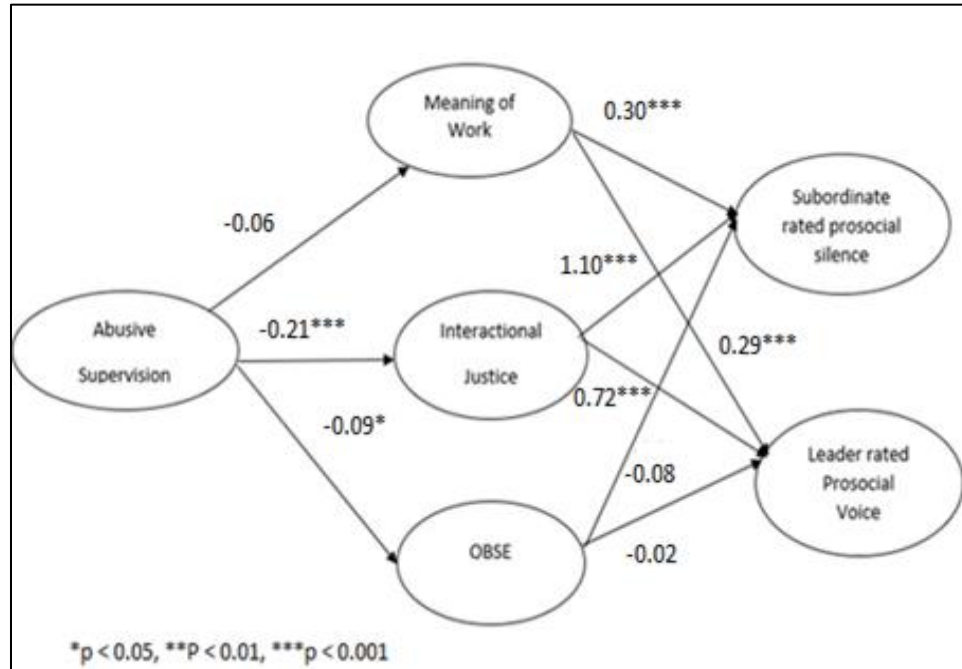 Meaning of
Work
0.30***
Subordinate
rated prosocial
silence
-0.06
1.10***
Abusive
Supervision
-0.21***
Interactional
Justice
0.29***
0.72***
-0.09*
-0.08
Leader rated
Prosocial
Voice
OBSE
-0.02
*p < 0.05, **P < 0.01, ***p < 0.001